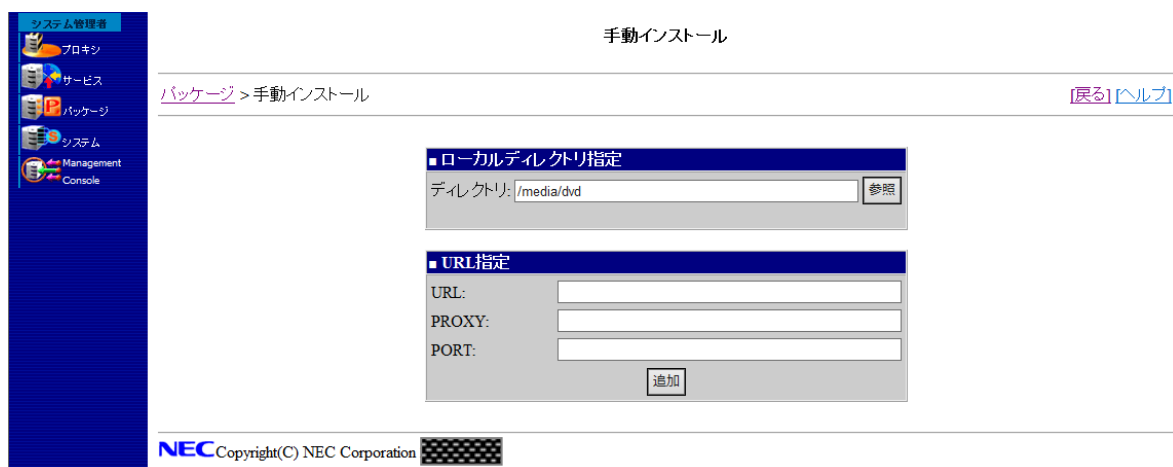 システム管理者
プロキシ
サービス
パッケージ
システム
Management
Console
手動インストール
パッケージ > 手動インストール
[戻る] [ヘルプ]
■ローカルディレクトリ指定
ディレクトリ: /media/dvd 参照
■URL指定
URL:
PROXY:
PORT:
追加
NEC Copyright(C) NEC Corporation